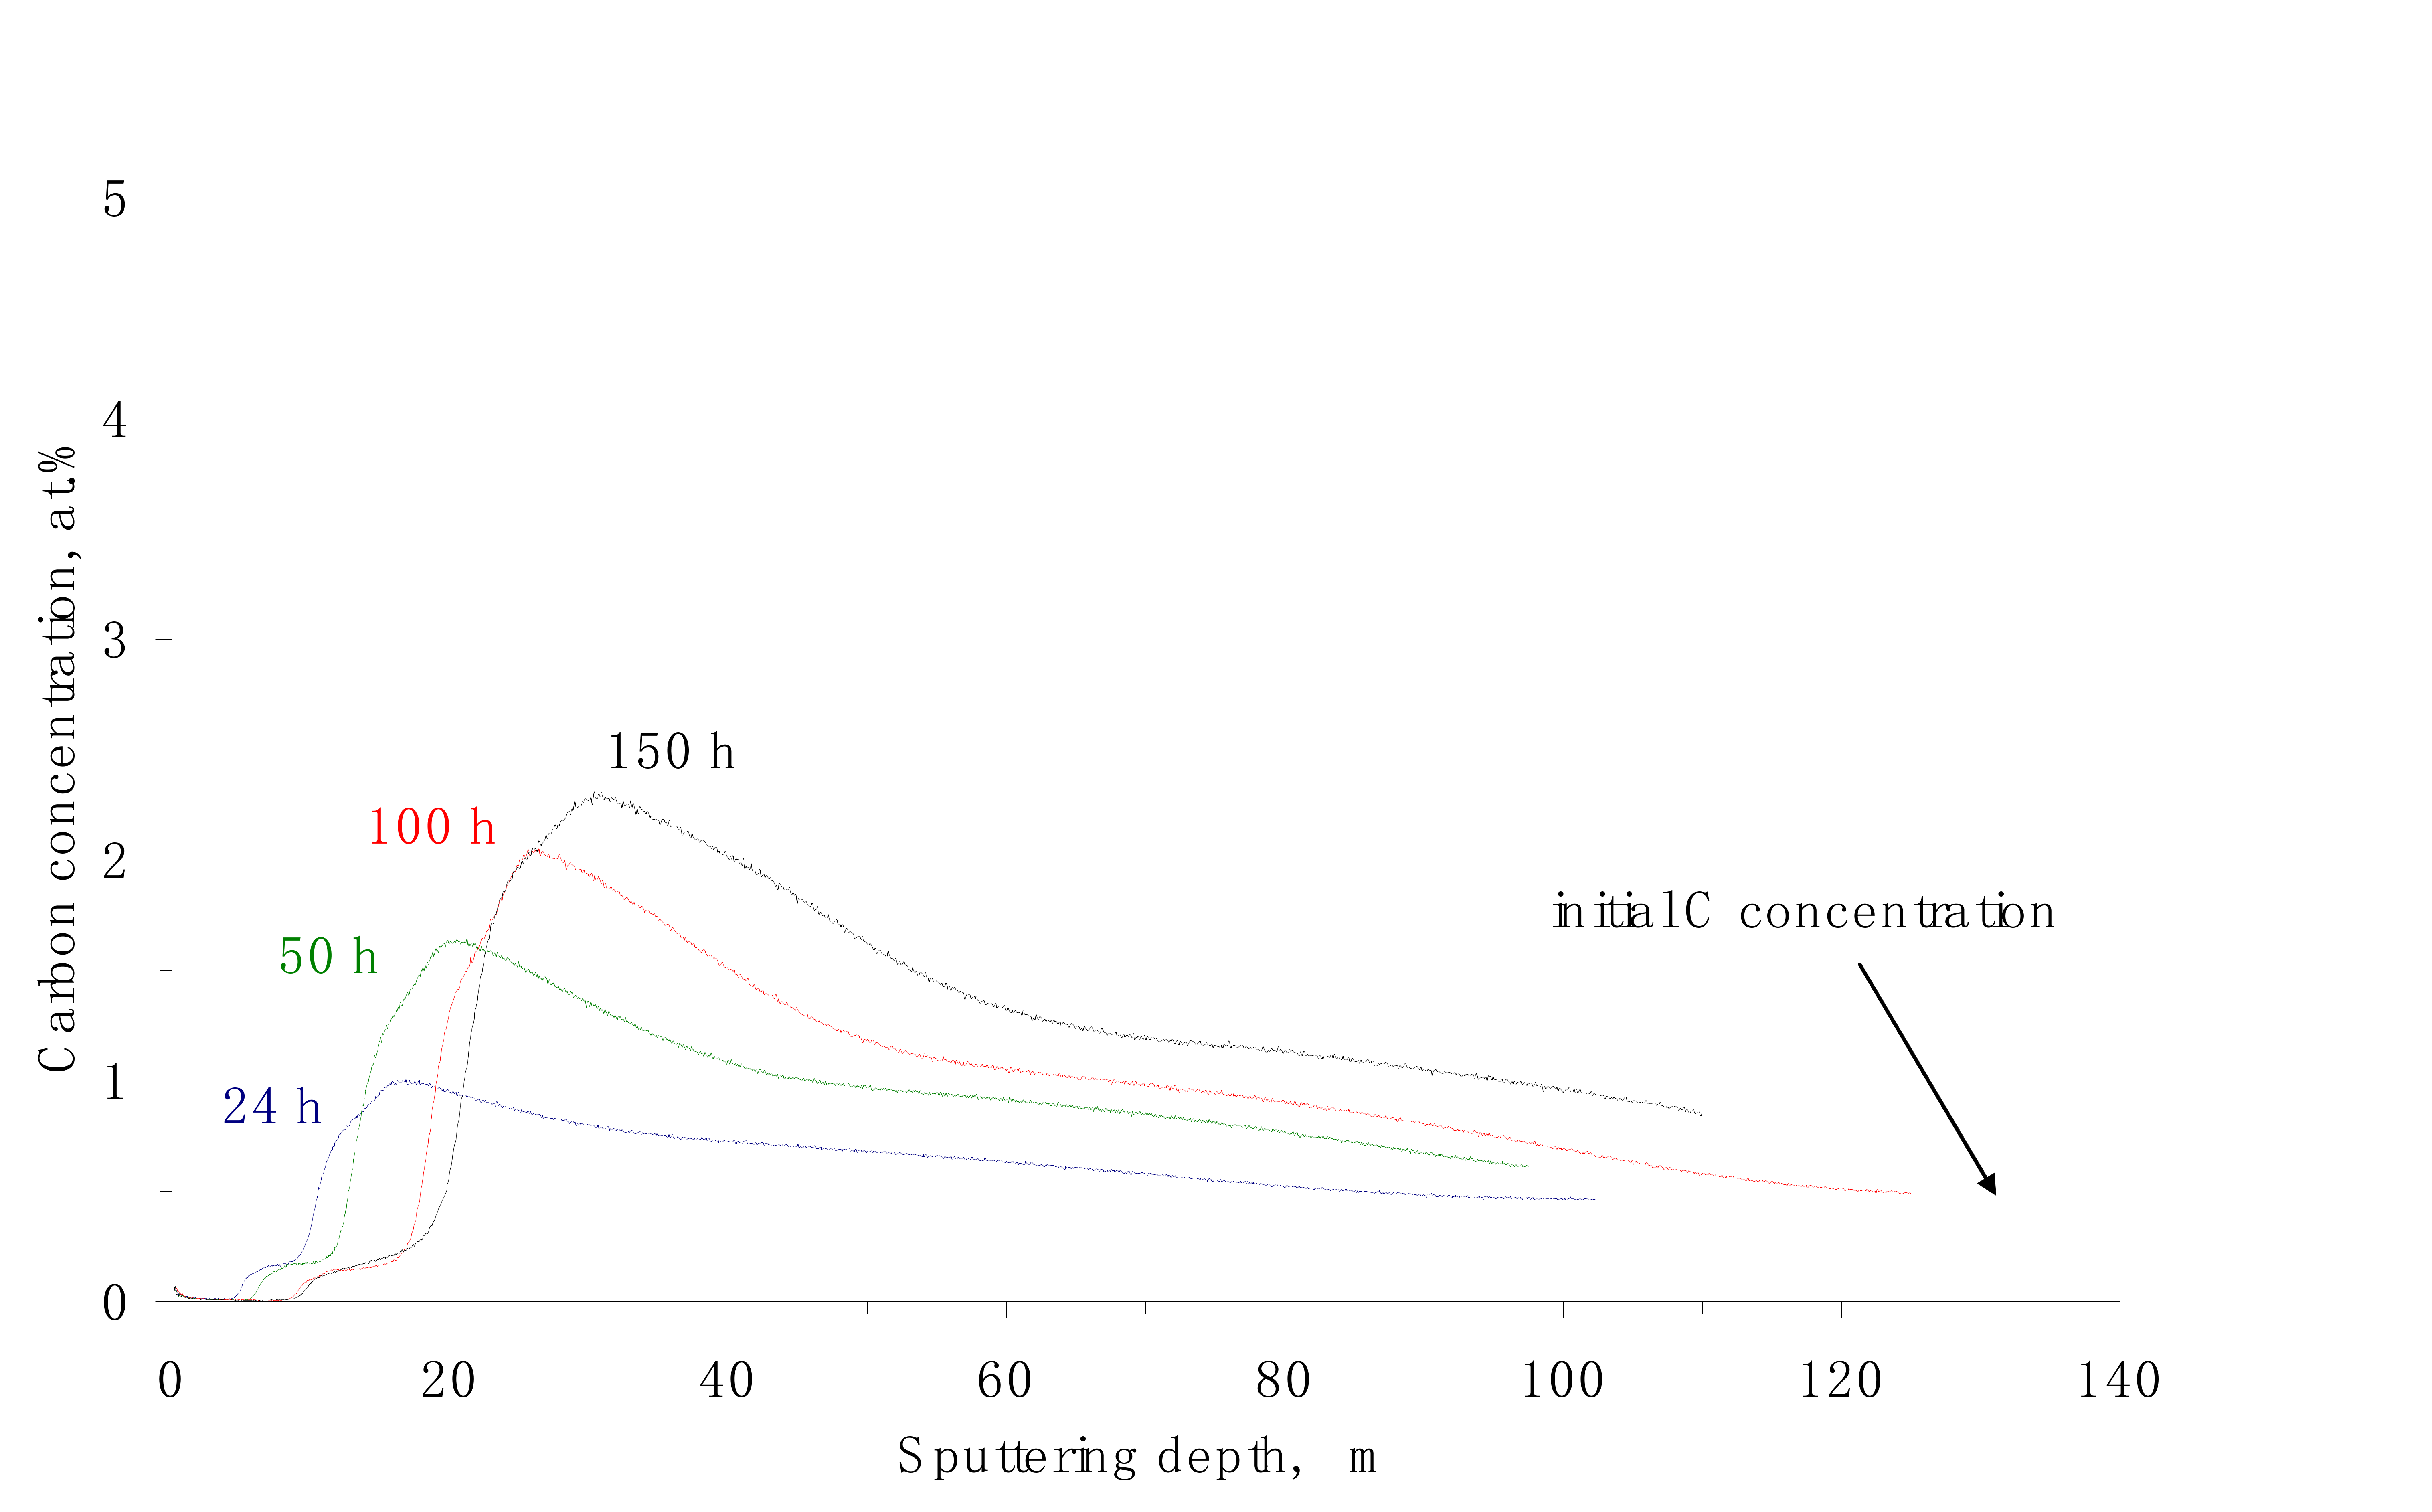 5
4
3
2
1
0
Carbon concentration, at.%
150 h
100 h
50 h
24 h
initial C concentration
0 20 40 60 80 100 120 140
Sputtering depth, m